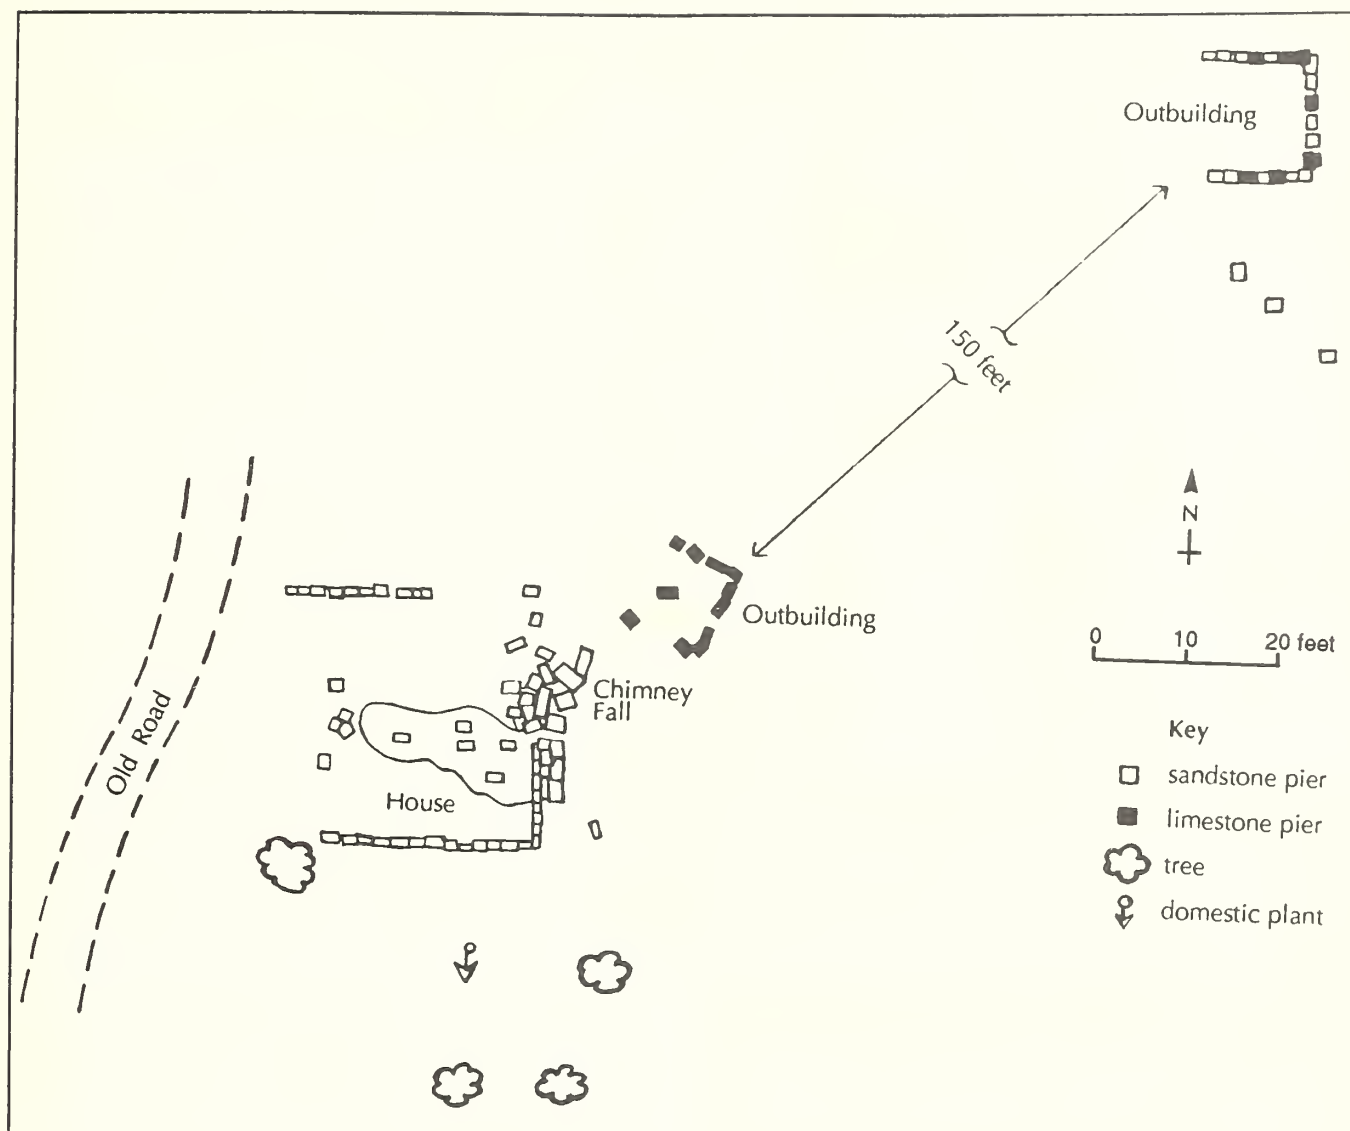 Outbuilding
150 feet
N
Outbuilding
0 10 20 feet
Chimney
Fall
Old Road
House
Key
sandstone pier
limestone pier
tree
domestic plant